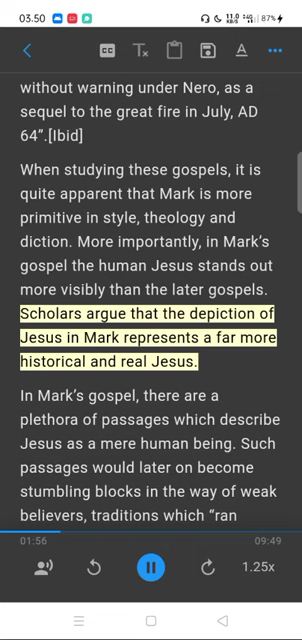 03.50
11.0
KB/S
87%
CC
without warning under Nero, as a
sequel to the great fire in July, AD
64”.[Ibid]
When studying these gospels, it is
quite apparent that Mark is more
primitive in style, theology and
diction. More importantly, in Mark’s
gospel the human Jesus stands out
more visibly than the later gospels.
Scholars argue that the depiction of
Jesus in Mark represents a far more
historical and real Jesus.
In Mark’s gospel, there are a
plethora of passages which describe
Jesus as a mere human being. Such
passages would later on become
stumbling blocks in the way of weak
believers, traditions which “ran
01:56
09:49
1.25x